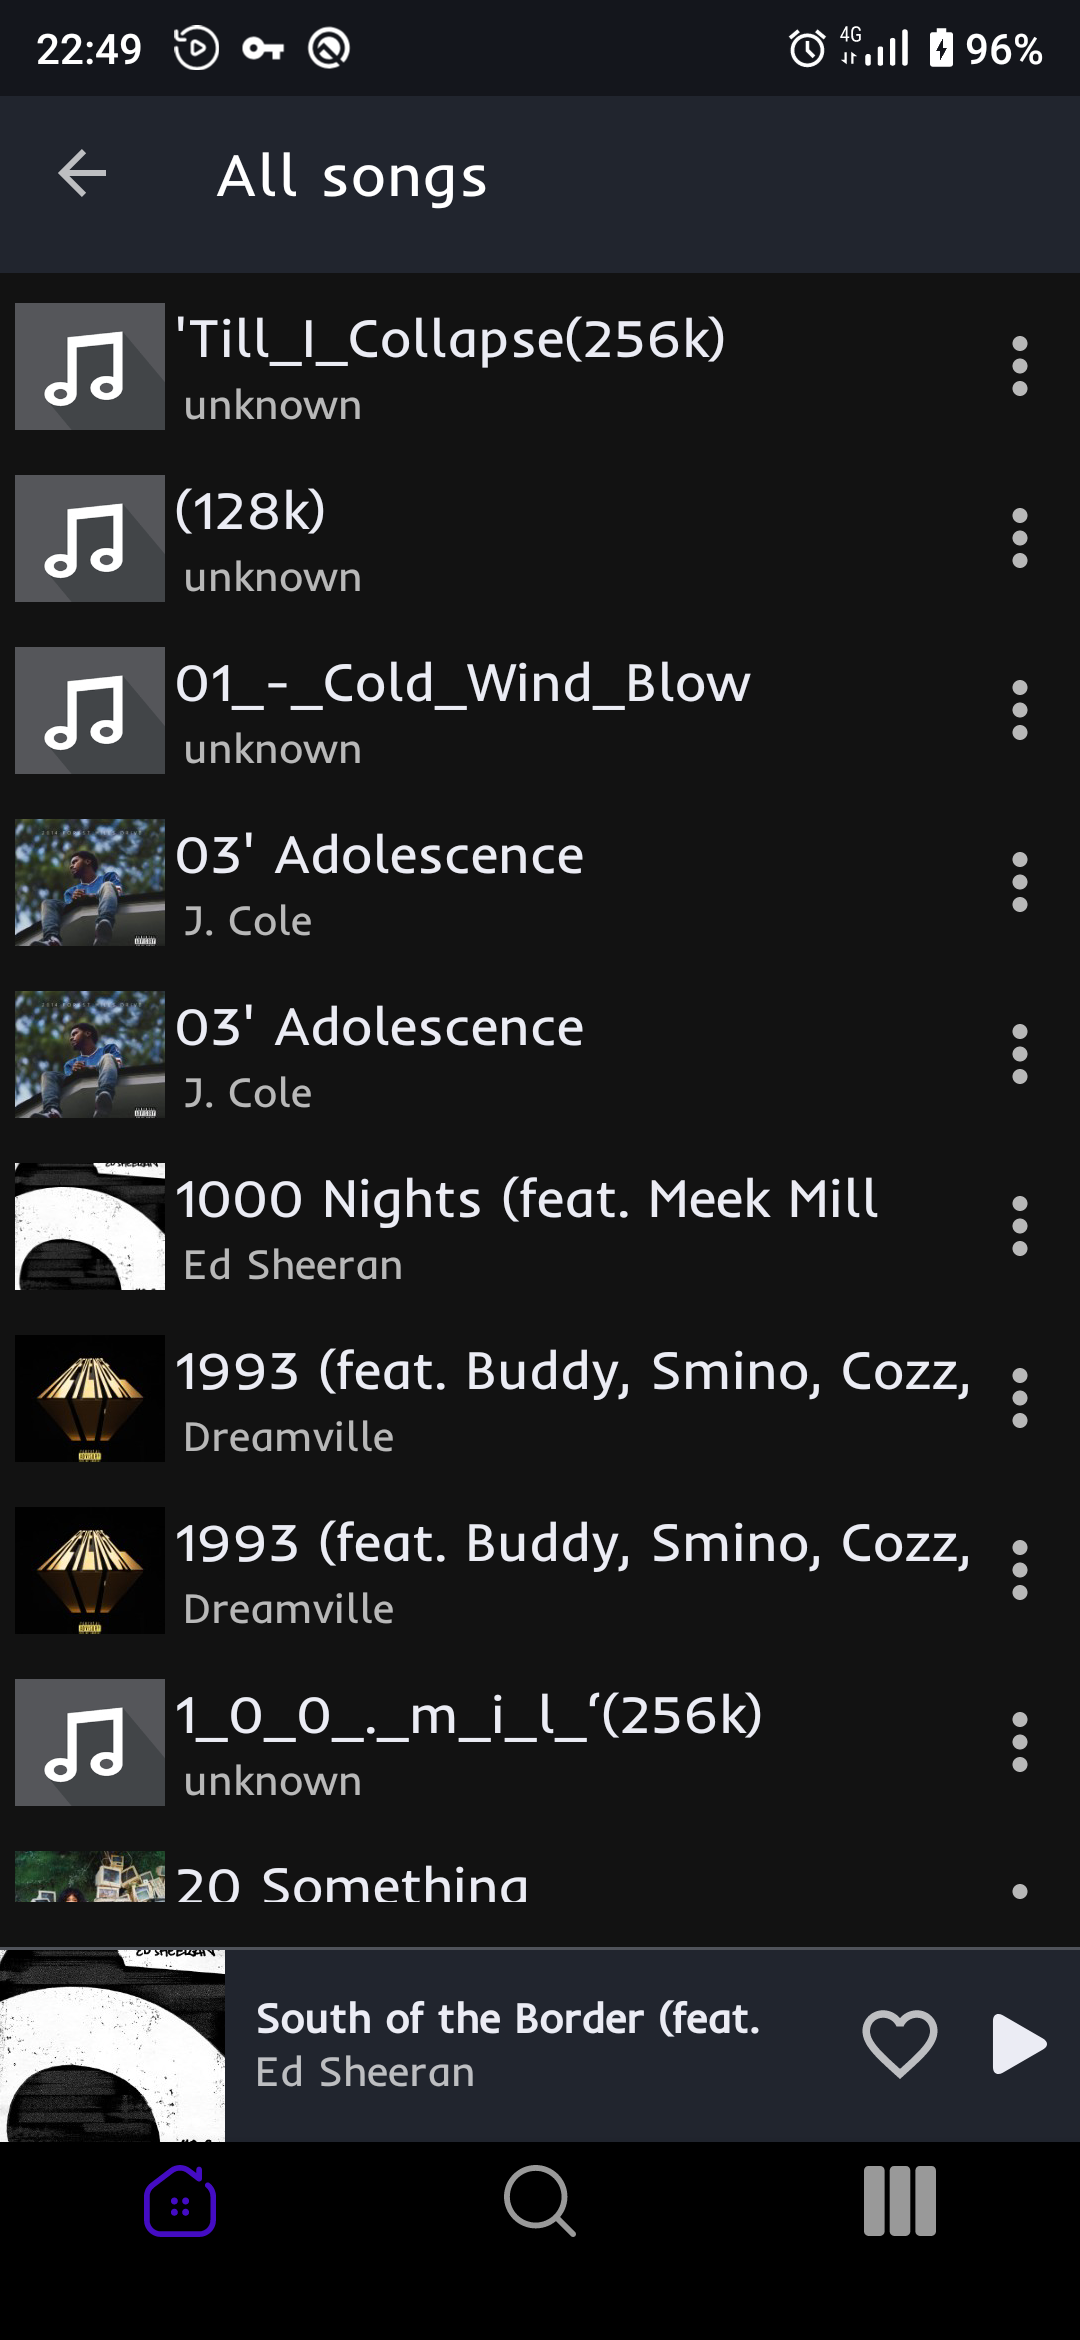 22:49
4G
96%
All songs
'Till_I_Collapse(256k)
unknown
(128k)
unknown
01_-_Cold_Wind_Blow
unknown
03' Adolescence
J. Cole
03' Adolescence
J. Cole
1000 Nights (feat. Meek Mill
Ed Sheeran
1993 (feat. Buddy, Smino, Cozz,
Dreamville
1993 (feat. Buddy, Smino, Cozz,
Dreamville
1_0_0_._m_i_l_‘(256k)
unknown
20 Something
ED SHEERAN
South of the Border (feat.
Ed Sheeran